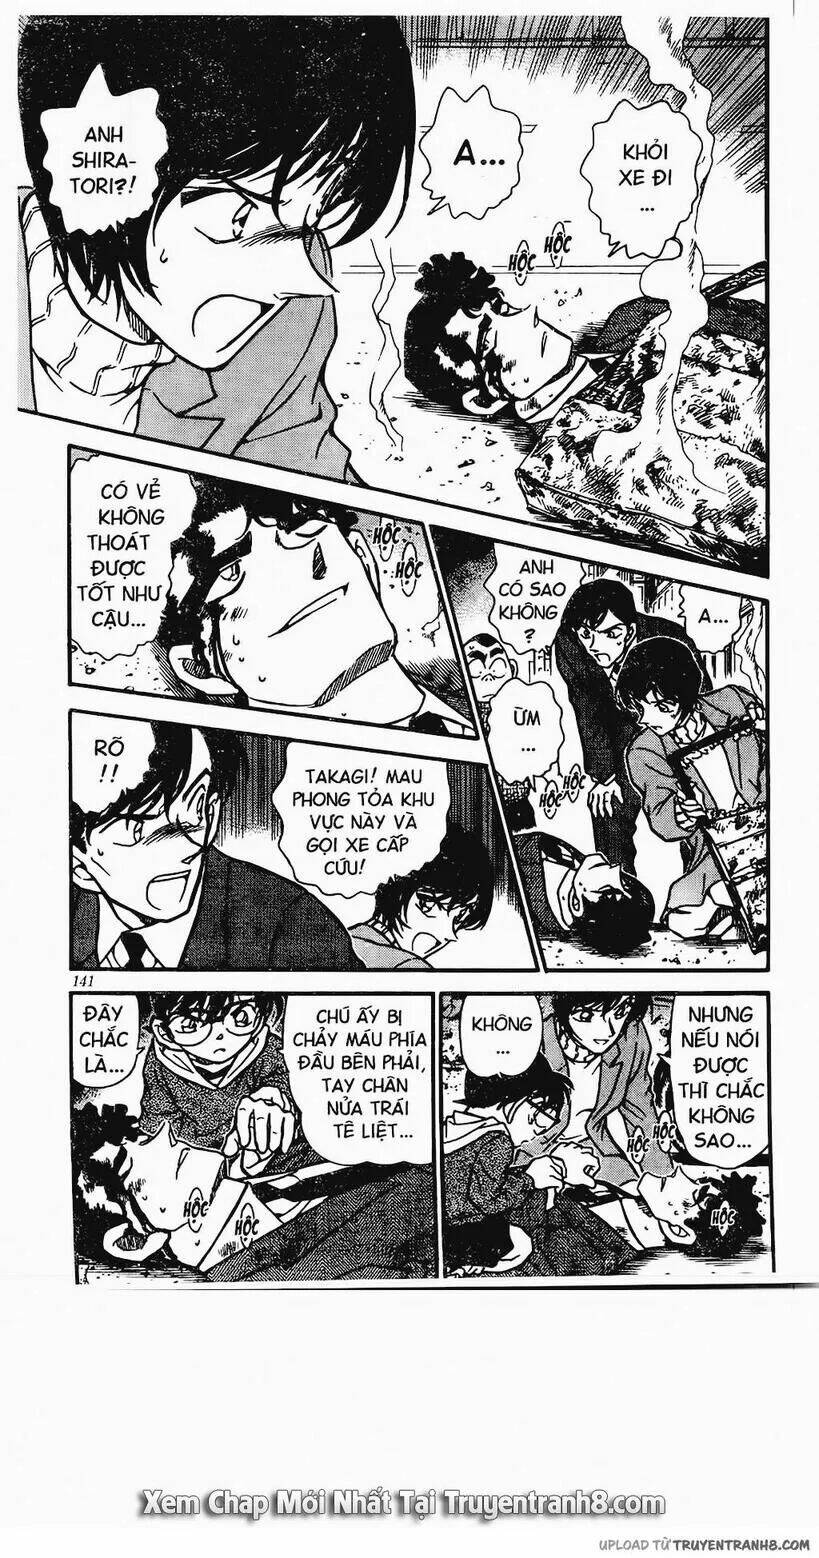 KHỎI
XE ĐI
...
A...
ANH
SHIRA-
TORI?!
HỘC
HỘC
ANH
CÓ SAO
KHÔNG
?
A...
ỪM
...
HỘC
HỘC
CÓ VẺ
KHÔNG
THOÁT
ĐƯỢC
TỐT NHƯ
CẬU...
HỘC
HỘC
TAKAGI! MAU
PHONG TỎA KHU
VỰC NÀY VÀ
GỌI XE CẤP
CỨU!
RÕ
!!
141
NHƯNG
NẾU NÓI
ĐƯỢC
THÌ CHẮC
KHÔNG
SAO...
KHÔNG
...
HỘC
HỘC
HỘC
CHÚ ẤY BỊ
CHẢY MÁU PHÍA
ĐẦU BÊN PHẢI,
TAY CHÂN
NỬA TRÁI
TÊ LIỆT...
ĐÂY
CHẮC
LÀ...
HỘC
HỘC
Xem Chap Mới Nhất Tại Truyentranh8.com
UPLOAD TỪ TRUYENTRANH8.COM